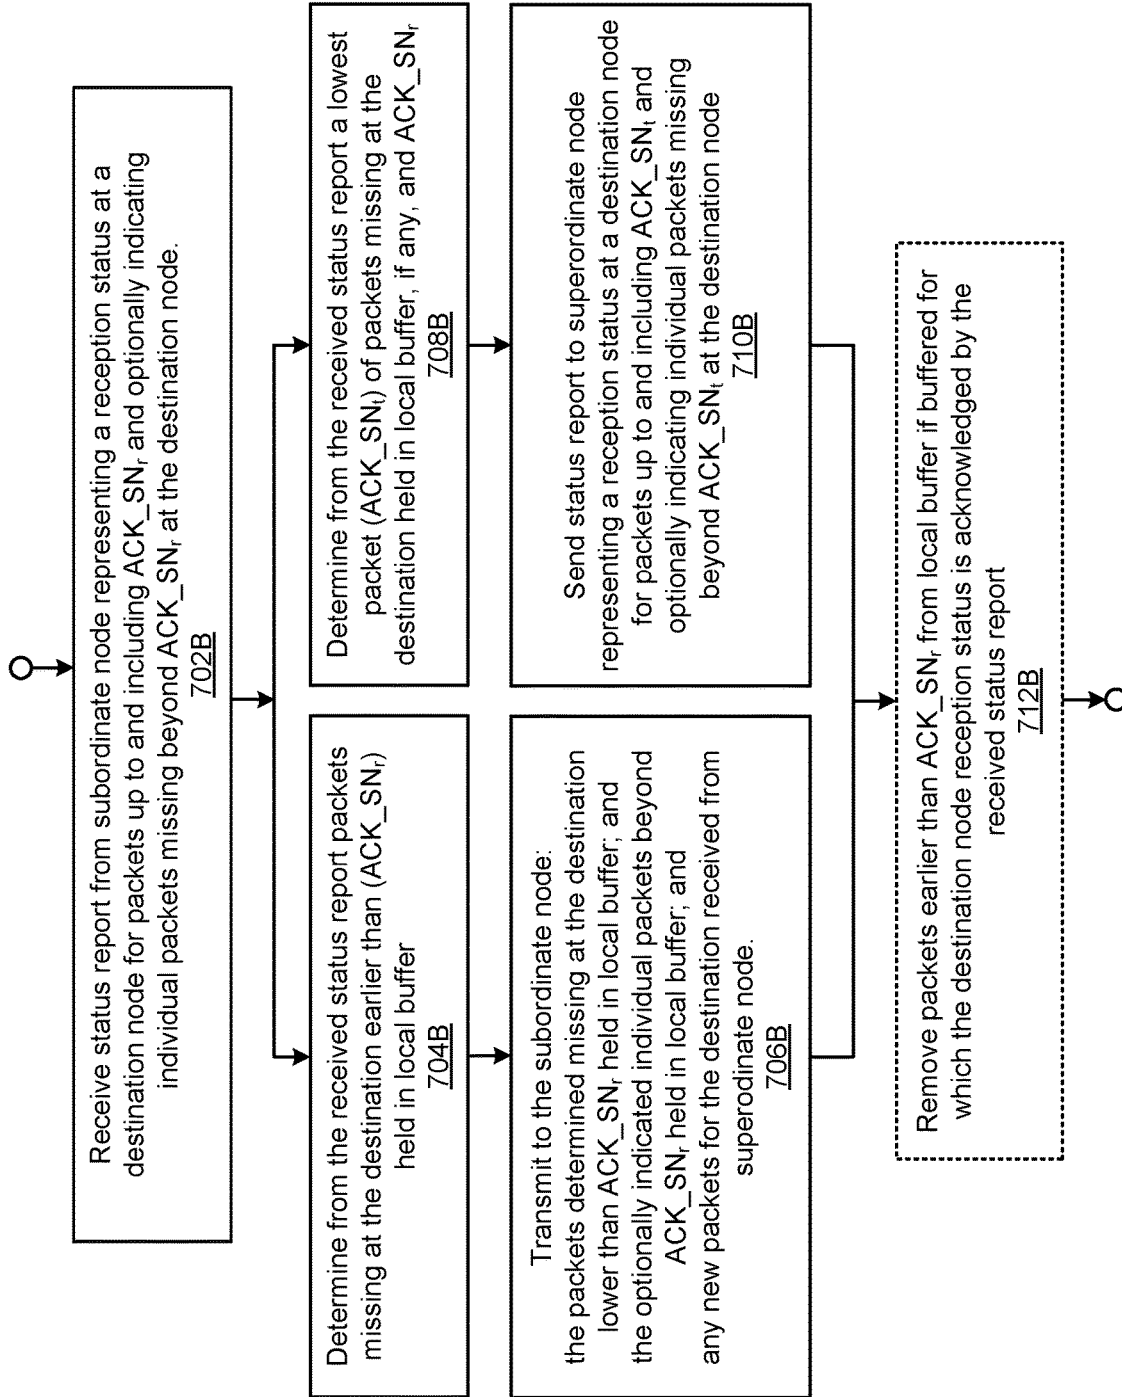 Receive status report from subordinate node representing a reception status at a
destination node for packets up to and including ACK_SNr and optionally indicating
individual packets missing beyond ACK_SNr at the destination node.
702B
Determine from the received status report packets
missing at the destination earlier than (ACK_SNr)
held in local buffer
704B
Transmit to the subordinate node:
the packets determined missing at the destination
lower than ACK_SNr held in local buffer; and
the optionally indicated individual packets beyond
ACK_SNr held in local buffer; and
any new packets for the destination received from
superodinate node.
706B
Determine from the received status report a lowest
packet (ACK_SNt) of packets missing at the
destination held in local buffer, if any, and ACK_SNr
708B
Send status report to superordinate node
representing a reception status at a destination node
for packets up to and including ACK_SNt and
optionally indicating individual packets missing
beyond ACK_SNt at the destination node
710B
Remove packets earlier than ACK_SNr from local buffer if buffered for
which the destination node reception status is acknowledged by the
received status report
712B